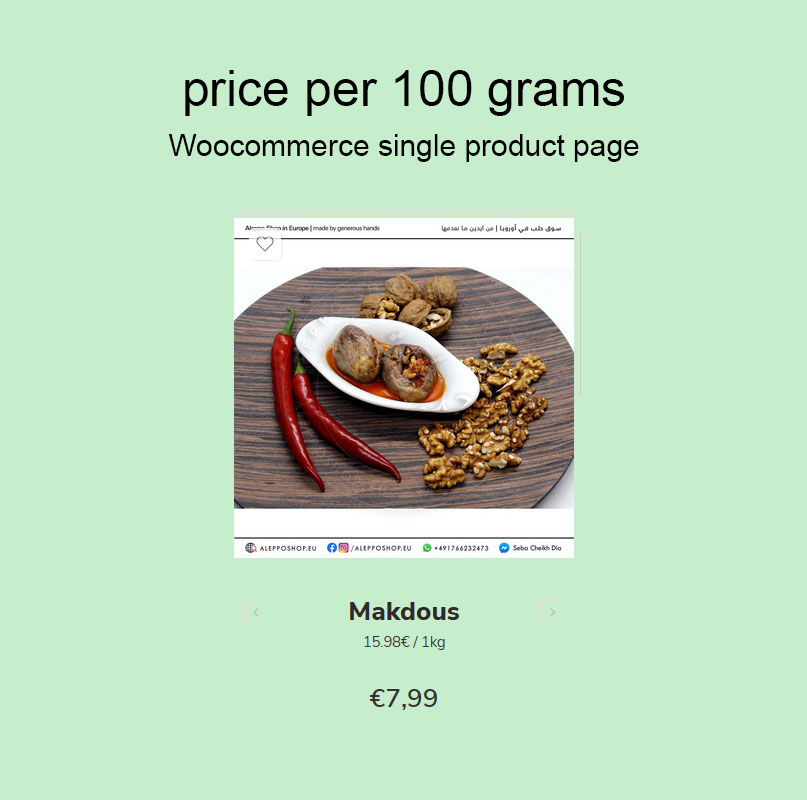 price per 100 grams
Woocommerce single product page
Aleppo Shop in Europe | made by generous hands
سوق حلب في أوروبا | من ايدين ما نعدمها
ALEPPOSHOP.EU
/ALEPPOSHOP.EU
+491766232473
Seba Cheikh Dia
Makdous
15.98€ / 1kg
€7,99